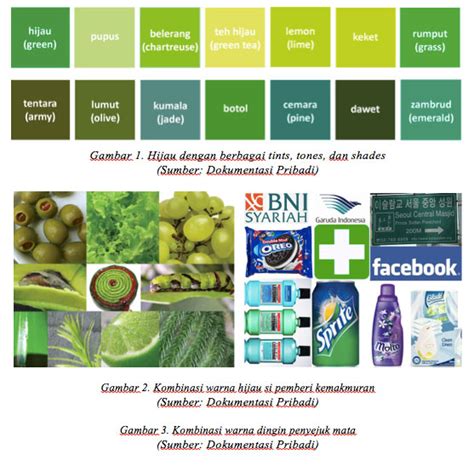 hijau
(green)
pupus
belerang
(chartreuse)
teh hijau
(green tea)
lemon
(lime)
keket
rumput
(grass)
tentara
(army)
lumut
(olive)
kumala
(jade)
botol
cemara
(pine)
dawet
zambrud
(emerald)
Gambar 1. Hijau dengan berbagai tints, tones, dan shades
(Sumber: Dokumentasi Pribadi)
BNI
SYARIAH
Garuda Indonesia
이슬람교 서울 중앙 성원
Seoul Central Masjid
200M
OREO
facebook
Sprite
Molto
Gambar 2. Kombinasi warna hijau si pemberi kemakmuran
(Sumber: Dokumentasi Pribadi)
Gambar 3. Kombinasi warna dingin penyejuk mata
(Sumber: Dokumentasi Pribadi)